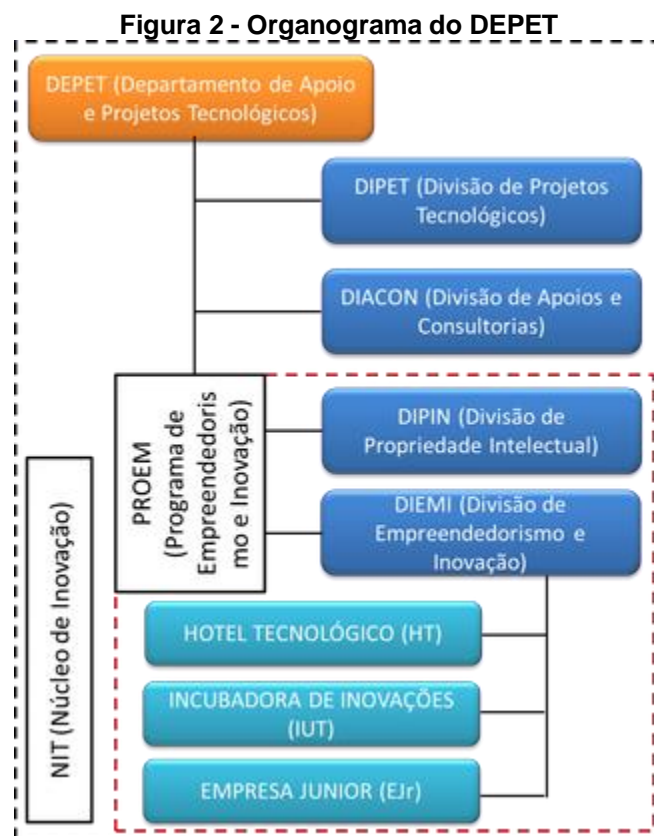 Figura 2 - Organograma do DEPET
DEPET (Departamento de Apoio
e Projetos Tecnológicos)
DIPET (Divisão de Projetos
Tecnológicos)
DIACON (Divisão de Apoios e
Consultorias)
PROEM
(Programa de
Empreendedoris
mo e Inovação)
DIPIN (Divisão de
Propriedade Intelectual)
DIEMI (Divisão de
Empreendedorismo e
Inovação)
NIT (Núcleo de Inovação)
HOTEL TECNOLÓGICO (HT)
INCUBADORA DE INOVAÇÕES
(IUT)
EMPRESA JUNIOR (EJr)